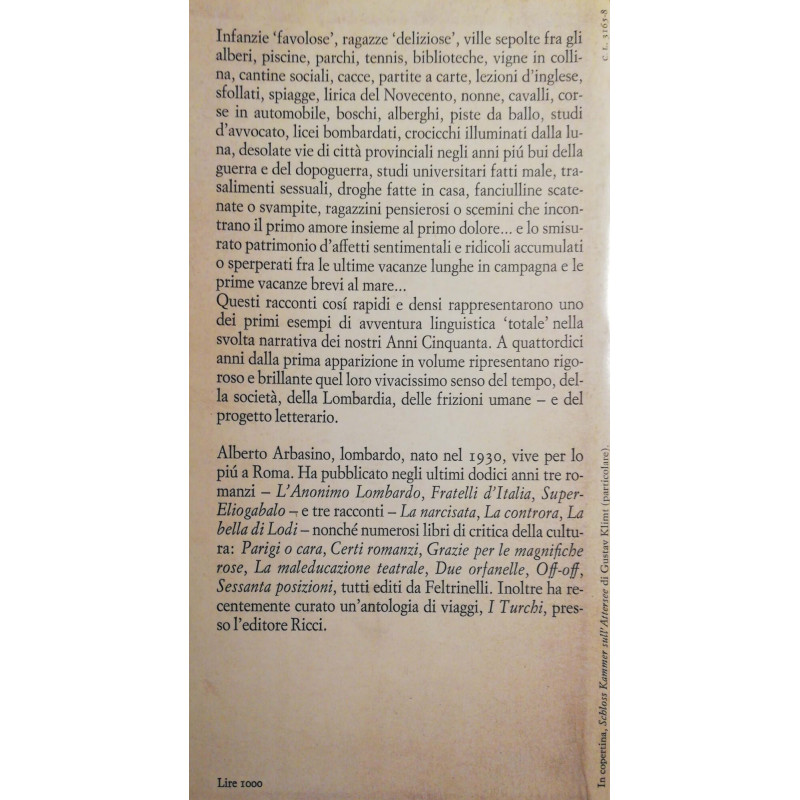 Infanzie ‘favolose’, ragazze ‘deliziose’, ville sepolte fra gli
alberi, piscine, parchi, tennis, biblioteche, vigne in colli-
na, cantine sociali, cacce, partite a carte, lezioni d’inglese,
sfollati, spiagge, lirica del Novecento, nonne, cavalli, cor-
se in automobile, boschi, alberghi, piste da ballo, studi
d’avvocato, licei bombardati, crocicchi illuminati dalla lu-
na, desolate vie di città provinciali negli anni piú bui della
guerra e del dopoguerra, studi universitari fatti male, tra-
salimenti sessuali, droghe fatte in casa, fanciulline scate-
nate o svampite, ragazzini pensierosi o scemini che incon-
trano il primo amore insieme al primo dolore... e lo smisu-
rato patrimonio d’affetti sentimentali e ridicoli accumulati
o sperperati fra le ultime vacanze lunghe in campagna e le
prime vacanze brevi al mare...
Questi racconti cosí rapidi e densi rappresentarono uno
dei primi esempi di avventura linguistica ‘totale’ nella
svolta narrativa dei nostri Anni Cinquanta. A quattordici
anni dalla prima apparizione in volume ripresentano rigo-
roso e brillante quel loro vivacissimo senso del tempo, del-
la società, della Lombardia, delle frizioni umane – e del
progetto letterario.
Alberto Arbasino, lombardo, nato nel 1930, vive per lo
piú a Roma. Ha pubblicato negli ultimi dodici anni tre ro-
manzi – L’Anonimo Lombardo, Fratelli d’Italia, Super-
Eliogabalo – e tre racconti – La narcisata, La controra, La
bella di Lodi – nonché numerosi libri di critica della cultu-
ra: Parigi o cara, Certi romanzi, Grazie per le magnifiche
rose, La maleducazione teatrale, Due orfanelle, Off-off,
Sessanta posizioni, tutti editi da Feltrinelli. Inoltre ha re-
centemente curato un’antologia di viaggi, I Turchi, pres-
so l’editore Ricci.
Lire 1000
In copertina, Schloss Kammer sull’Attersee di Gustav Klimt (particolare).
C L. 3163-8